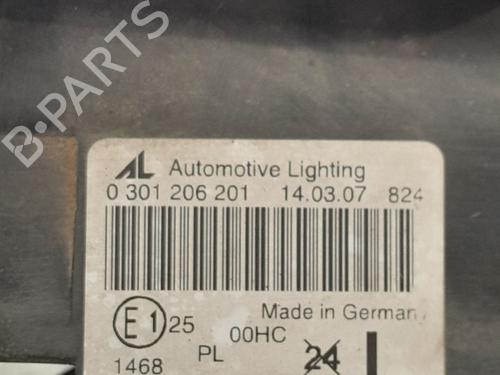 B-PARTS
AL Automotive Lighting
0 301 206 201 14.03.07 824
Made in German
E1 25 00HC
PL 24 L
1468